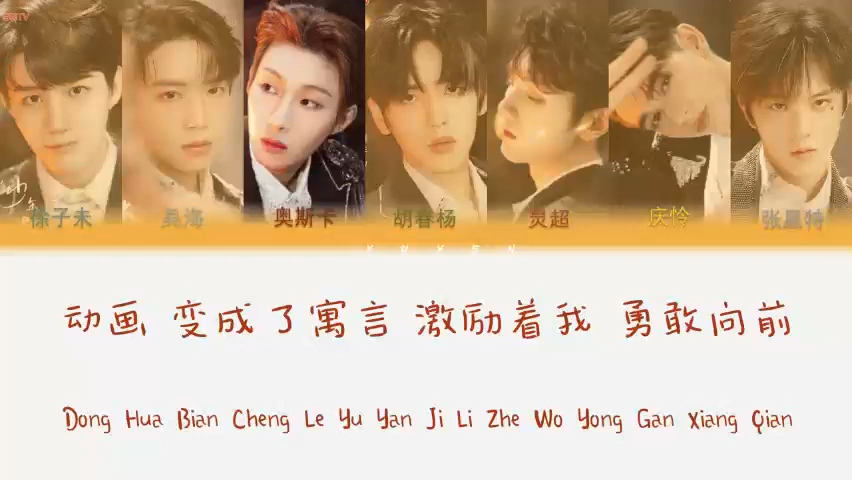 徐子未 吴海 奥斯卡 胡春杨 贠超 庆怜 张星特
动画 变成了寓言 激励着我 勇敢向前
Dong Hua Bian Cheng Le Yu Yan Ji Li Zhe Wo Yong Gan Xiang Qian